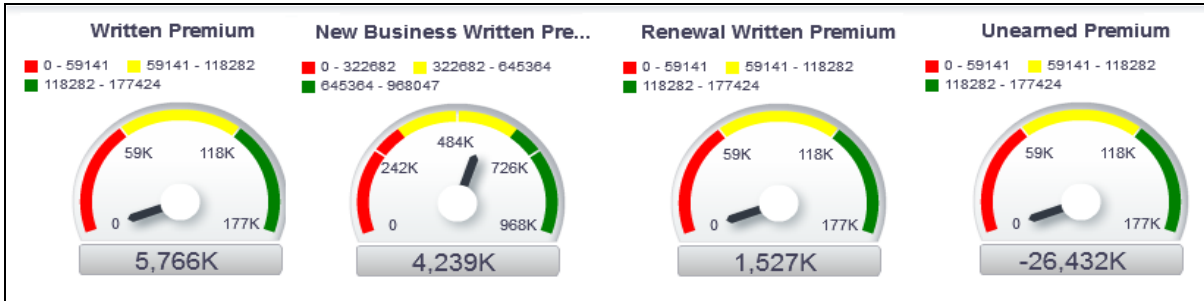 Written Premium
0 - 59141 59141 - 118282
118282 - 177424
59K 118K
0 177K
5,766K
New Business Written Pre...
0 - 322682 322682 - 645364
645364 - 968047
484K
242K 726K
0 968K
4,239K
Renewal Written Premium
0 - 59141 59141 - 118282
118282 - 177424
59K 118K
0 177K
1,527K
Unearned Premium
0 - 59141 59141 - 118282
118282 - 177424
59K 118K
0 177K
-26,432K